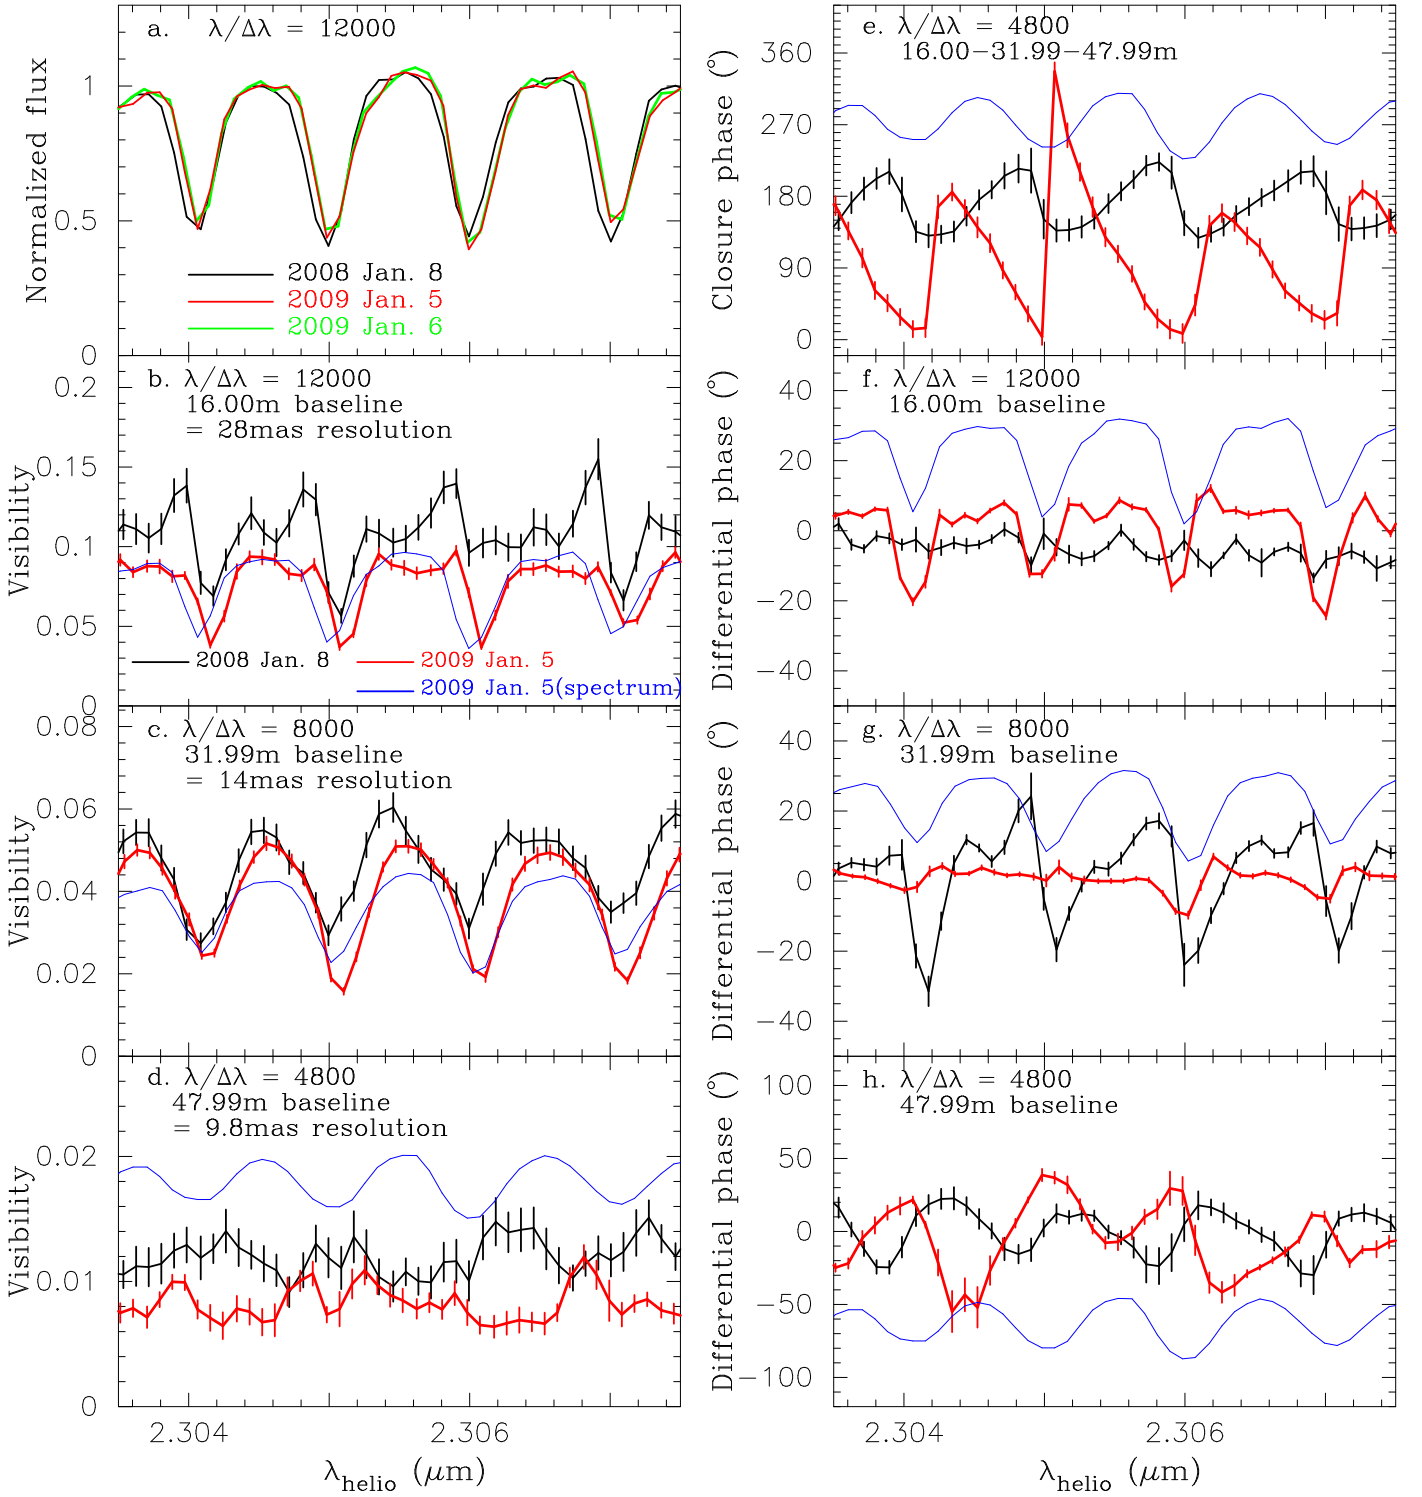 a. λ/Δλ = 12000
Normalized flux
1
0.5
0
2008 Jan. 8
2009 Jan. 5
2009 Jan. 6
b. λ/Δλ = 12000
16.00m baseline
= 28mas resolution
Visibility
0.2
0.15
0.1
0.05
0
2008 Jan. 8
2009 Jan. 5
2009 Jan. 5(spectrum)
c. λ/Δλ = 8000
31.99m baseline
= 14mas resolution
Visibility
0.08
0.06
0.04
0.02
0
d. λ/Δλ = 4800
47.99m baseline
= 9.8mas resolution
Visibility
0.02
0.01
0
2.304 2.306
λhelio (μm)
e. λ/Δλ = 4800
16.00−31.99−47.99m
Closure phase (°)
360
270
180
90
0
f. λ/Δλ = 12000
16.00m baseline
Differential phase (°)
40
20
0
−20
−40
g. λ/Δλ = 8000
31.99m baseline
Differential phase (°)
40
20
0
−20
−40
h. λ/Δλ = 4800
47.99m baseline
Differential phase (°)
100
50
0
−50
−100
2.304 2.306
λhelio (μm)